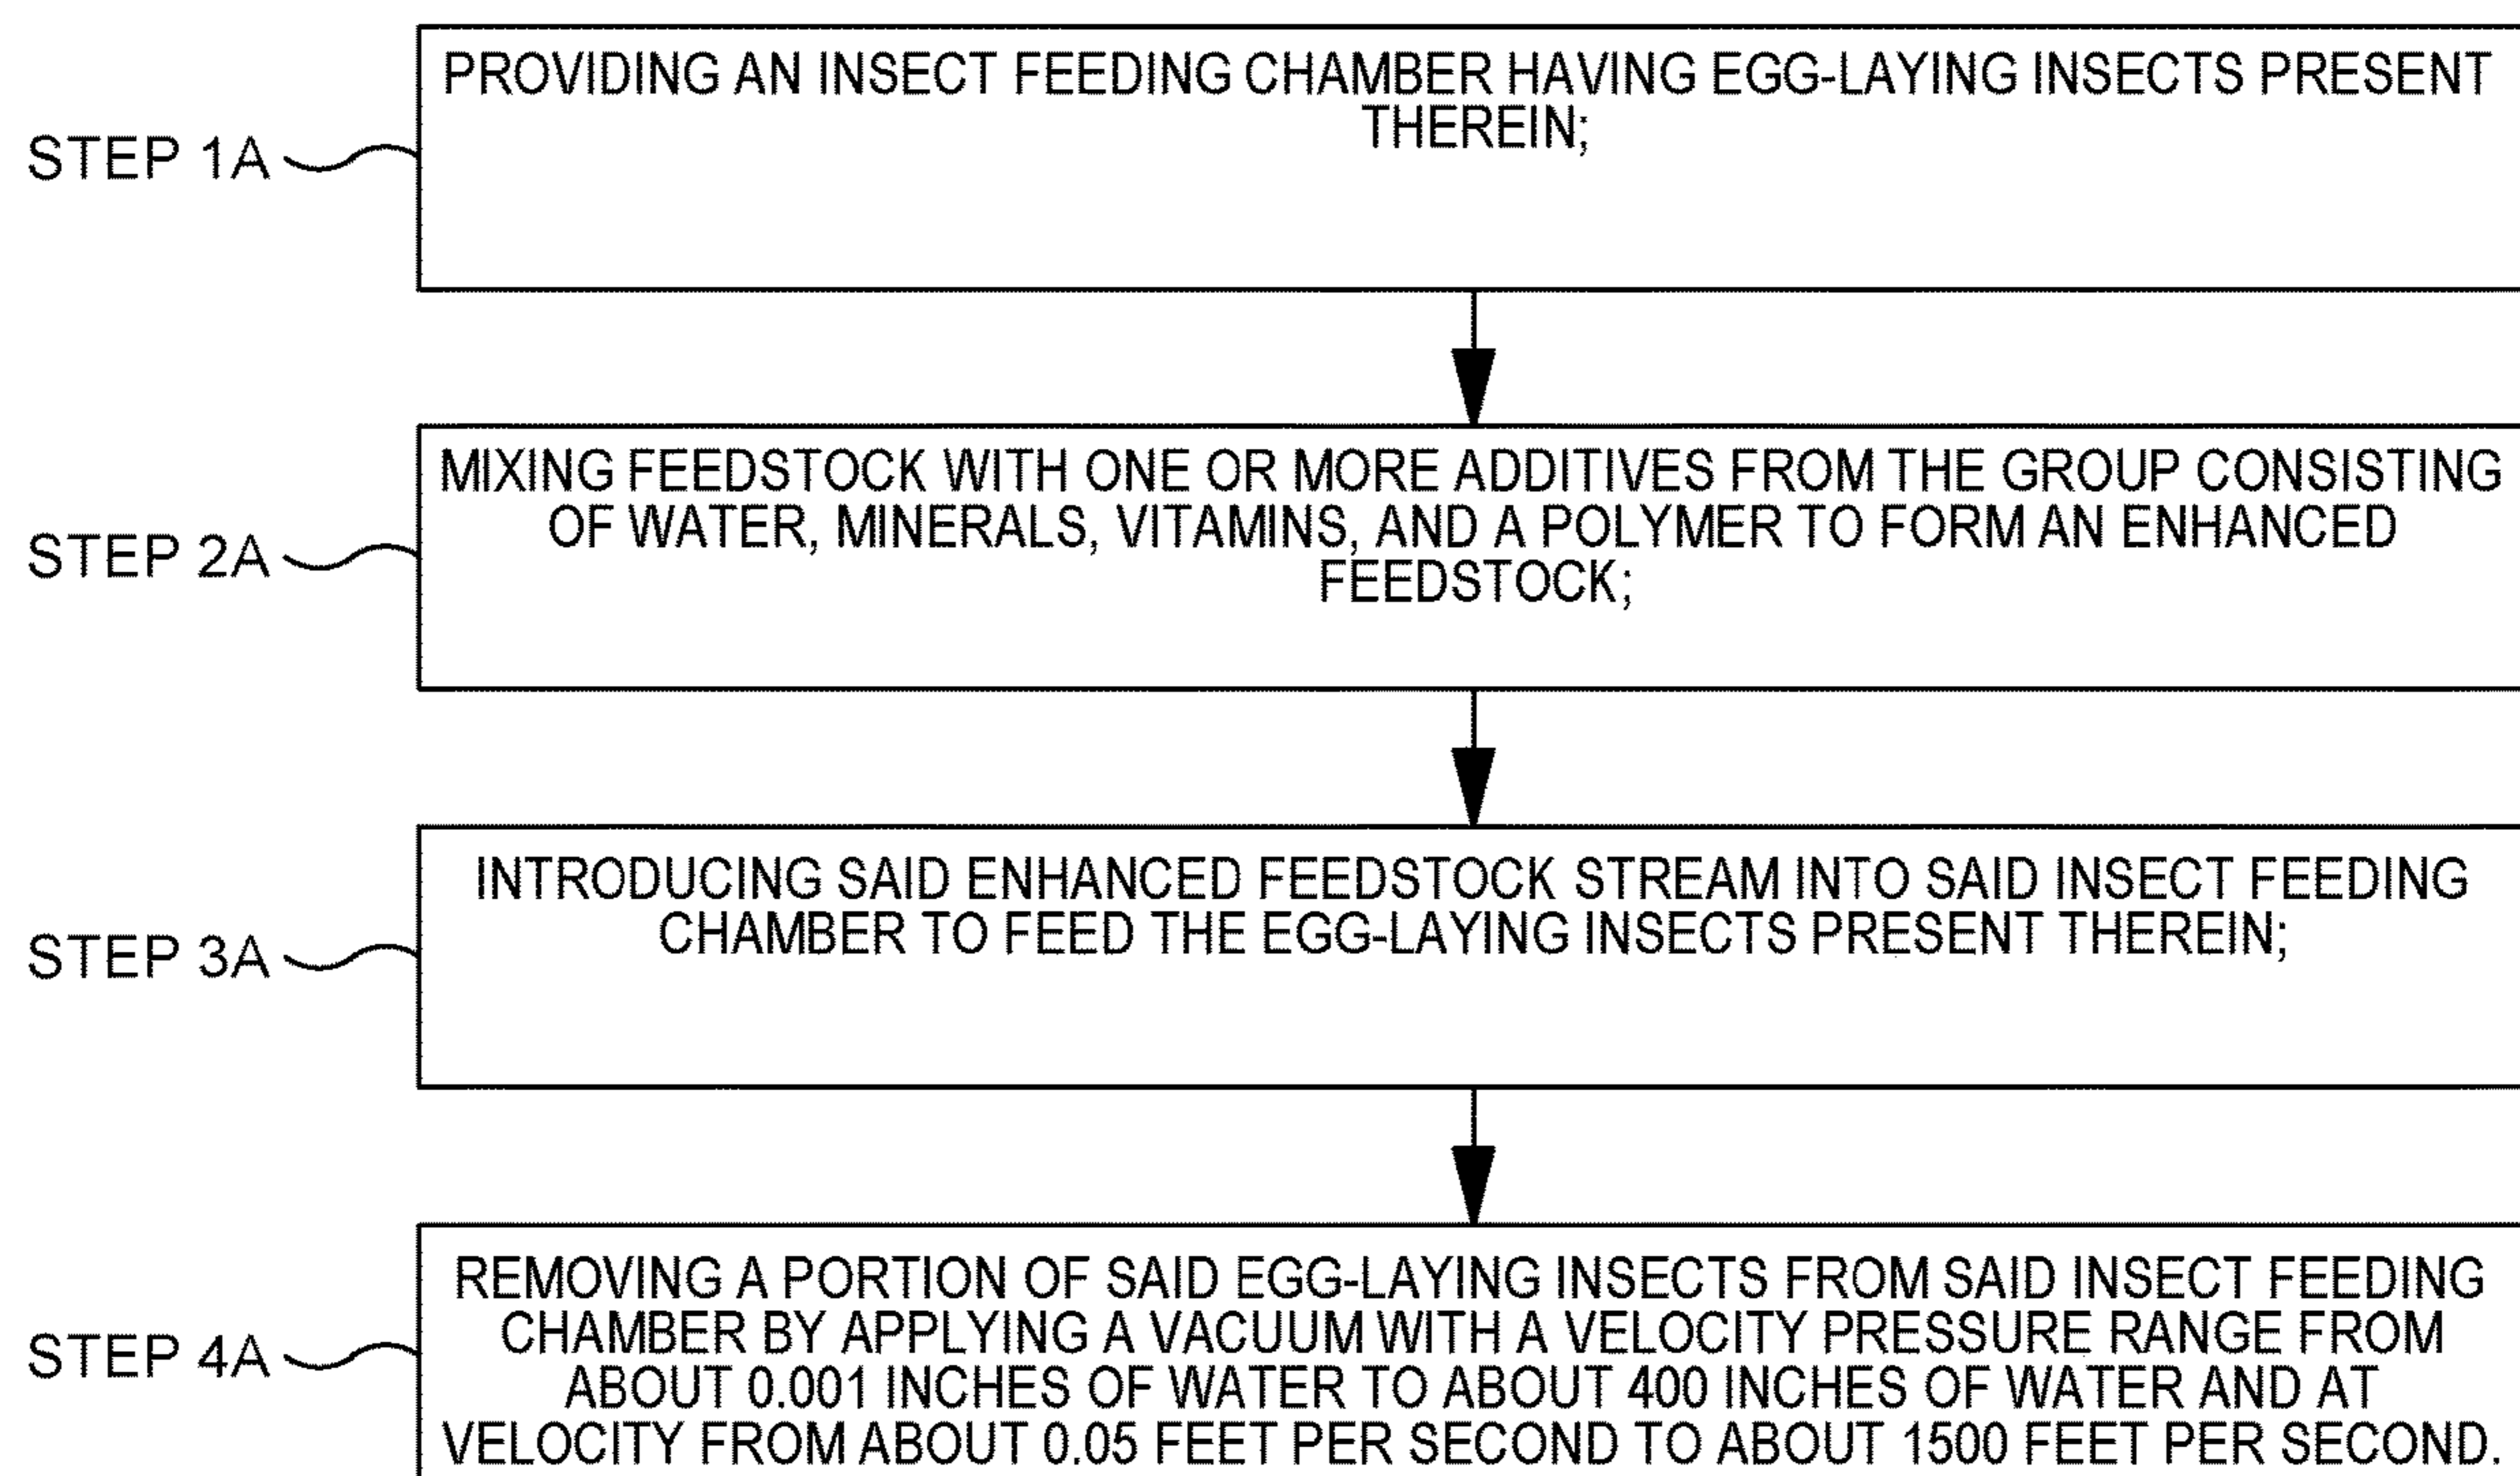 STEP 1A
PROVIDING AN INSECT FEEDING CHAMBER HAVING EGG-LAYING INSECTS PRESENT
THEREIN;
STEP 2A
MIXING FEEDSTOCK WITH ONE OR MORE ADDITIVES FROM THE GROUP CONSISTING
OF WATER, MINERALS, VITAMINS, AND A POLYMER TO FORM AN ENHANCED
FEEDSTOCK;
STEP 3A
INTRODUCING SAID ENHANCED FEEDSTOCK STREAM INTO SAID INSECT FEEDING
CHAMBER TO FEED THE EGG-LAYING INSECTS PRESENT THEREIN;
STEP 4A
REMOVING A PORTION OF SAID EGG-LAYING INSECTS FROM SAID INSECT FEEDING
CHAMBER BY APPLYING A VACUUM WITH A VELOCITY PRESSURE RANGE FROM
ABOUT 0.001 INCHES OF WATER TO ABOUT 400 INCHES OF WATER AND AT
VELOCITY FROM ABOUT 0.05 FEET PER SECOND TO ABOUT 1500 FEET PER SECOND.